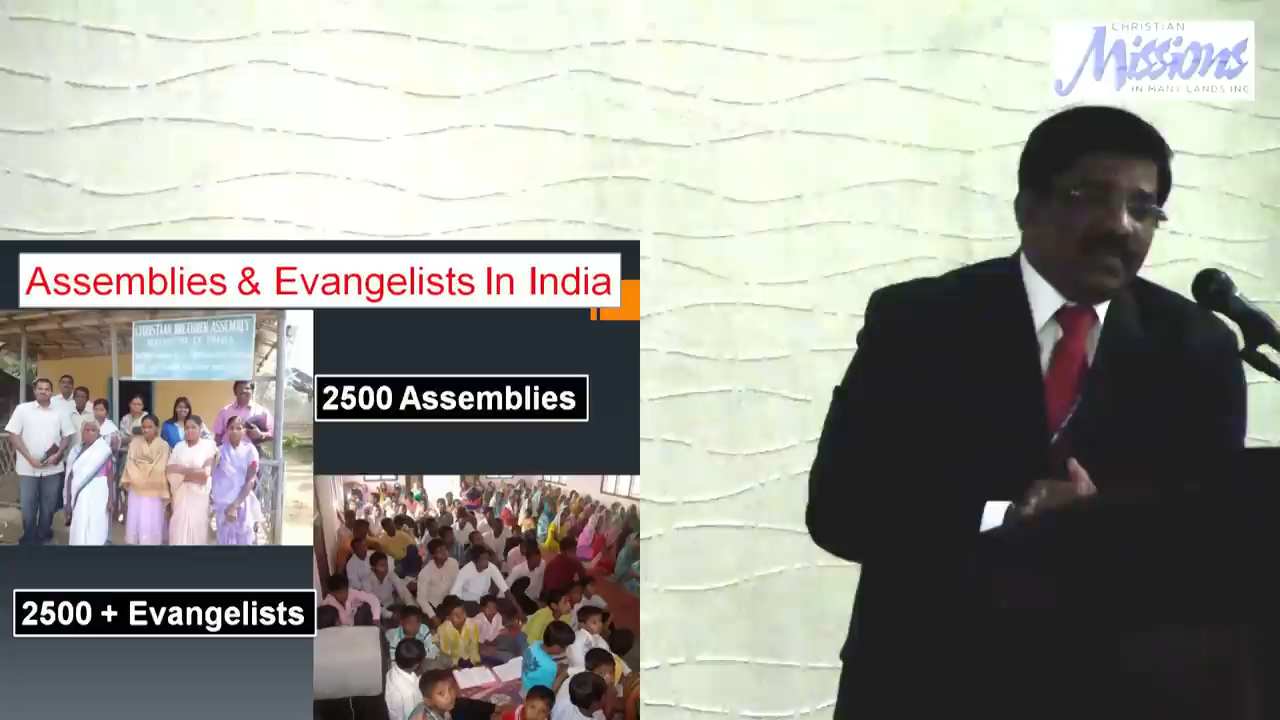 CHRISTIAN
Missions
IN MANY LANDS INC
Assemblies & Evangelists In India
CHRISTIAN BRETHREN ASSEMBLY
2500 Assemblies
2500 + Evangelists